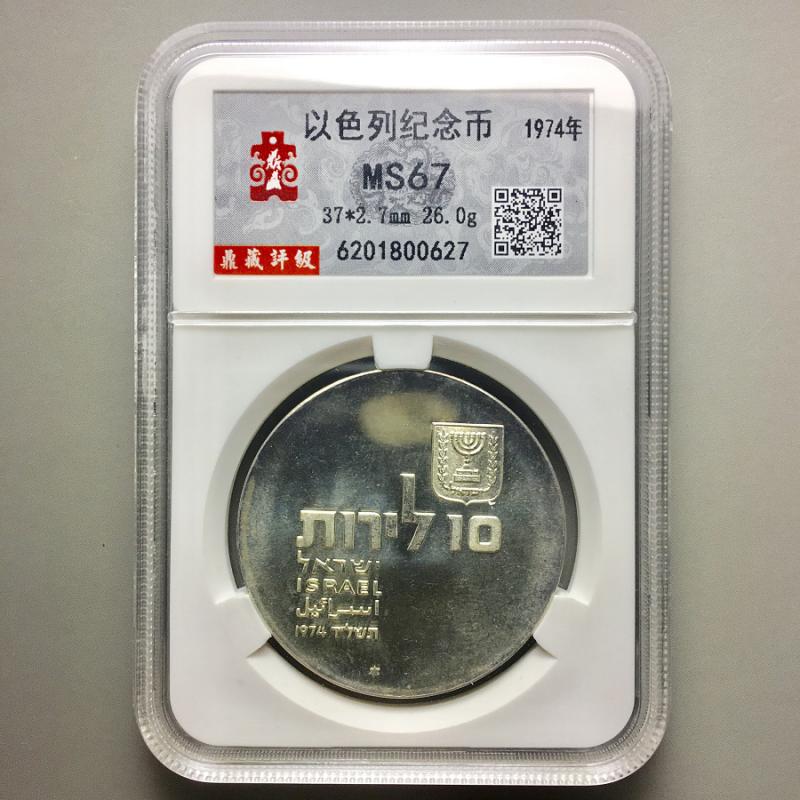 以色列纪念币 1974年
MS67
37*2.7mm 26.0g
鼎藏評級 6201800627
10 לירות
ישראל
ISRAEL
اسرائيل
1974 תשל"ד